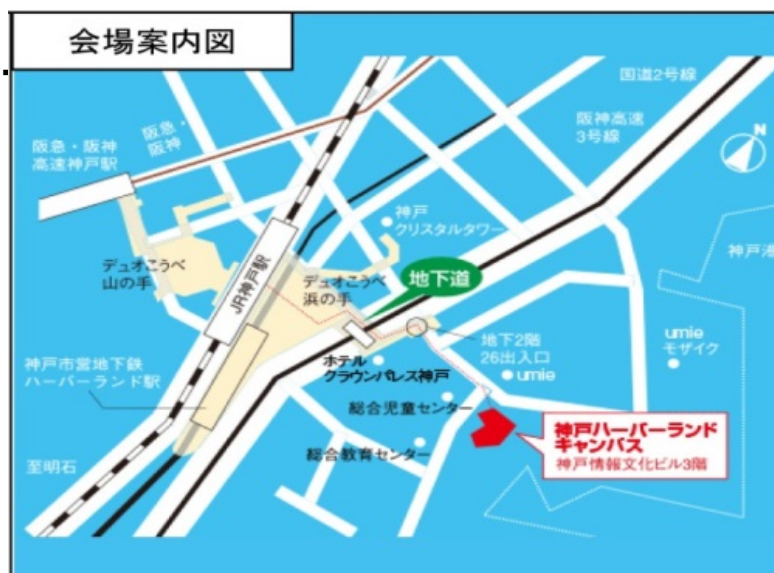 会場案内図
国道2号線
阪神高速
3号線
N
阪急・阪神
高速神戸駅
阪急・
阪神
神戸
クリスタルタワー
神戸港
デュオこうべ
山の手
JR神戸駅
デュオこうべ
浜の手
地下道
地下2階
26出入口
umie
モザイク
ホテル
クラウンパレス神戸
umie
神戸市営地下鉄
ハーバーランド駅
総合児童センター
総合教育センター
神戸ハーバーランド
キャンパス
神戸情報文化ビル3階
至明石